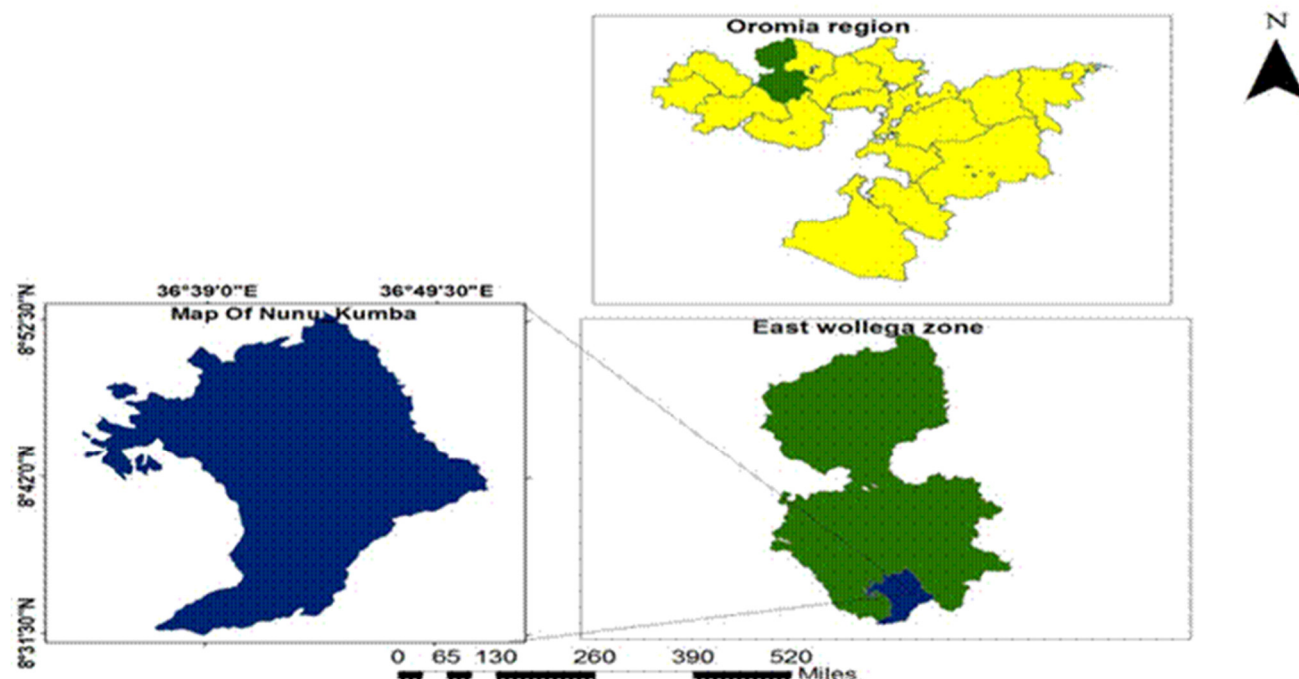 N
Oromia region
36°39'0"E 36°49'30"E
Map Of Nunu Kumba
8°52'30"N
8°42'0"N
8°31'30"N
East wollega zone
0 65 130 260 390 520
Miles